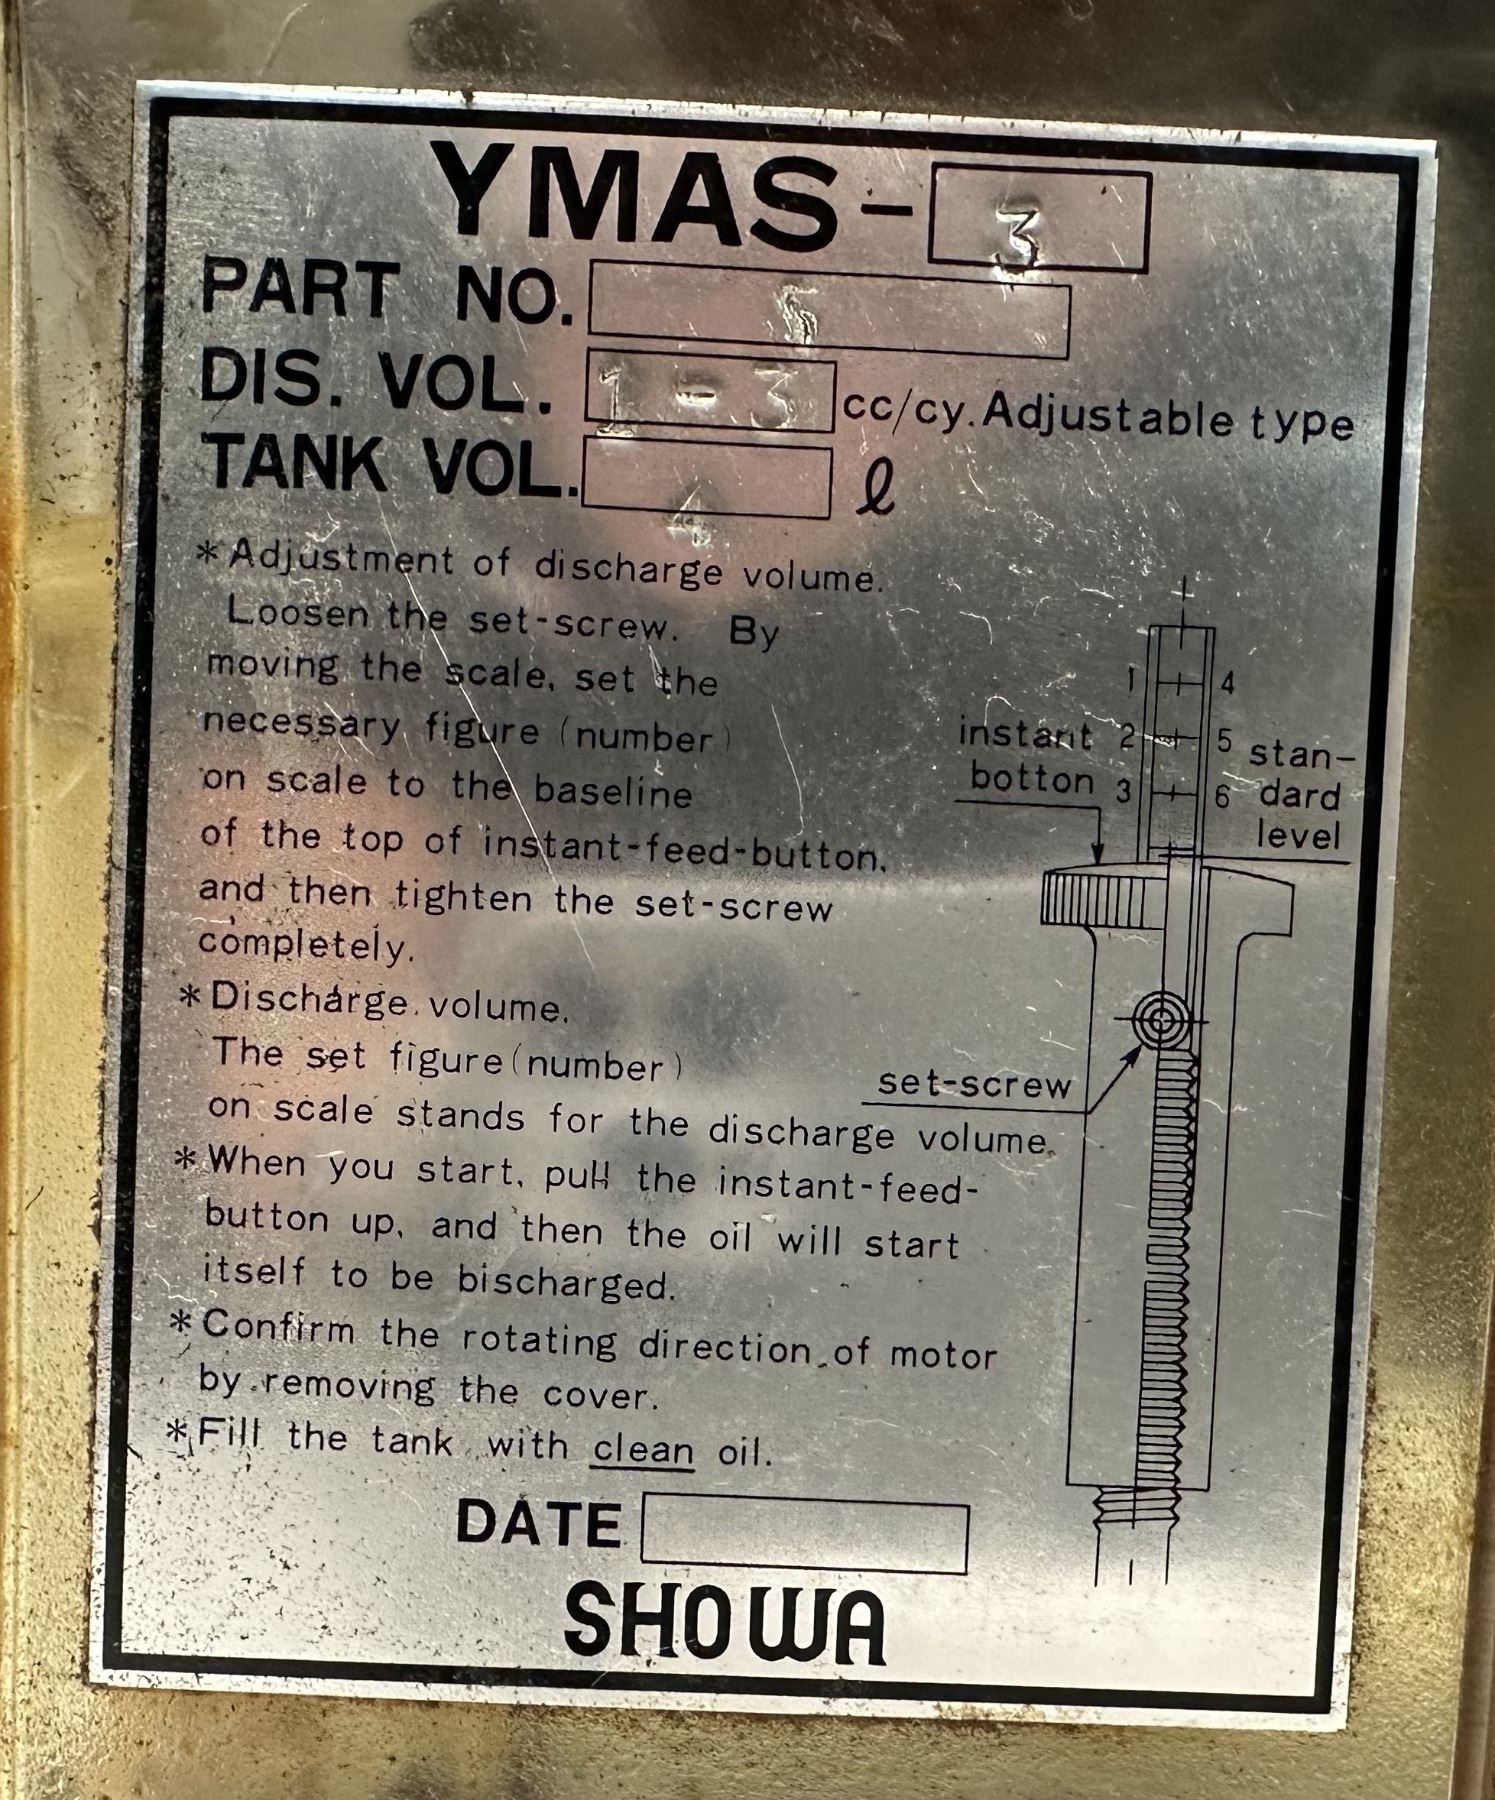 YMAS-3
PART NO. 5
DIS. VOL. 1-3 cc/cy. Adjustable type
TANK VOL. 4 ℓ
*Adjustment of discharge volume.
Loosen the set-screw. By
moving the scale, set the
necessary figure (number)
on scale to the baseline
of the top of instant-feed-button,
and then tighten the set-screw
completely.
*Discharge volume.
The set figure (number)
on scale stands for the discharge volume.
*When you start, pull the instant-feed-
button up, and then the oil will start
itself to be bischarged.
*Confirm the rotating direction of motor
by removing the cover.
*Fill the tank with clean oil.
1 4
instant 2 5 stan-
botton 3 6 dard
level
set-screw
DATE
SHOWA